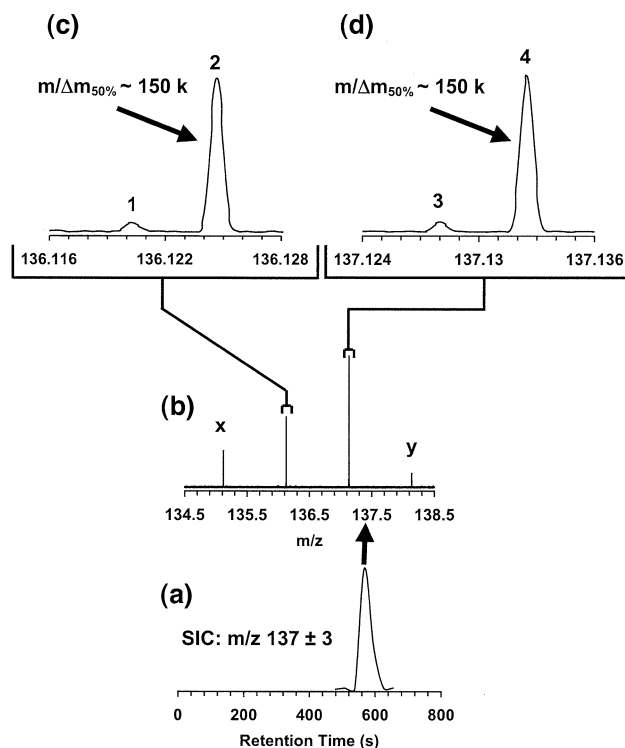 (c) (d)
2 4
m/Δm50% ~ 150 k m/Δm50% ~ 150 k
1 3
136.116 136.122 136.128 137.124 137.13 137.136
(b)
x y
134.5 135.5 136.5 137.5 138.5
m/z
(a)
SIC: m/z 137 ± 3
0 200 400 600 800
Retention Time (s)